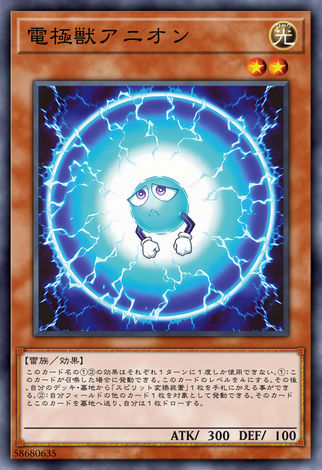 電極獣アニオン
光
【雷族/効果】
このカード名の①②の効果はそれぞれ1ターンに1度しか使用できない。①:こ
のカードが召喚した場合に発動できる。このカードのレベルを4にする。その後、
自分のデッキ・墓地から「スピリット変換装置」1枚を手札に加える事ができ
る。②:自分フィールドの他のカード1枚を対象として発動できる。そのカード
とこのカードを墓地へ送り、自分は1枚ドローする。
ATK/ 300 DEF/ 100
58680635